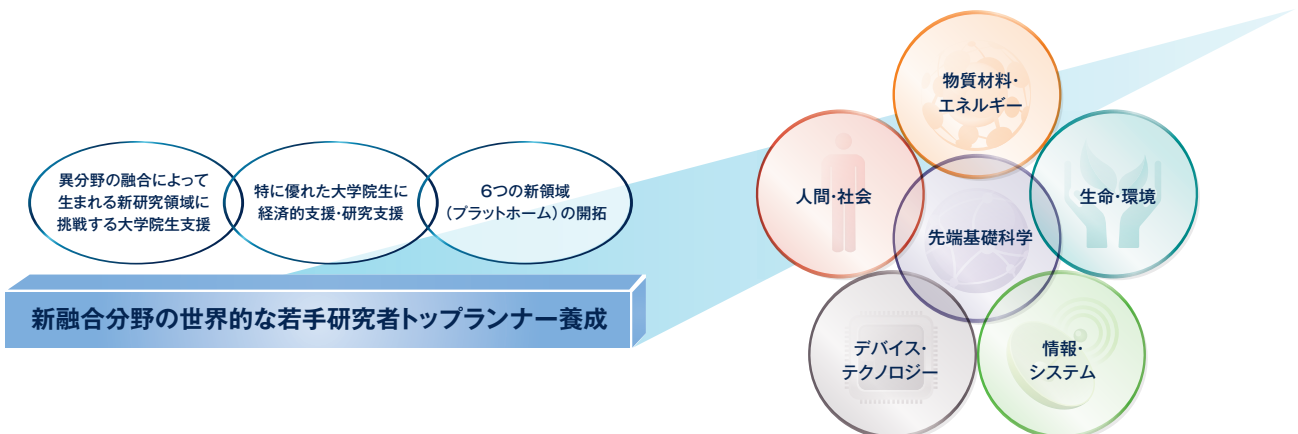 異分野の融合によって
生まれる新研究領域に
挑戦する大学院生支援
特に優れた大学院生に
経済的支援・研究支援
6つの新領域
（プラットホーム）の開拓
新融合分野の世界的な若手研究者トップランナー養成
物質材料・
エネルギー
人間・社会
生命・環境
先端基礎科学
デバイス・
テクノロジー
情報・
システム